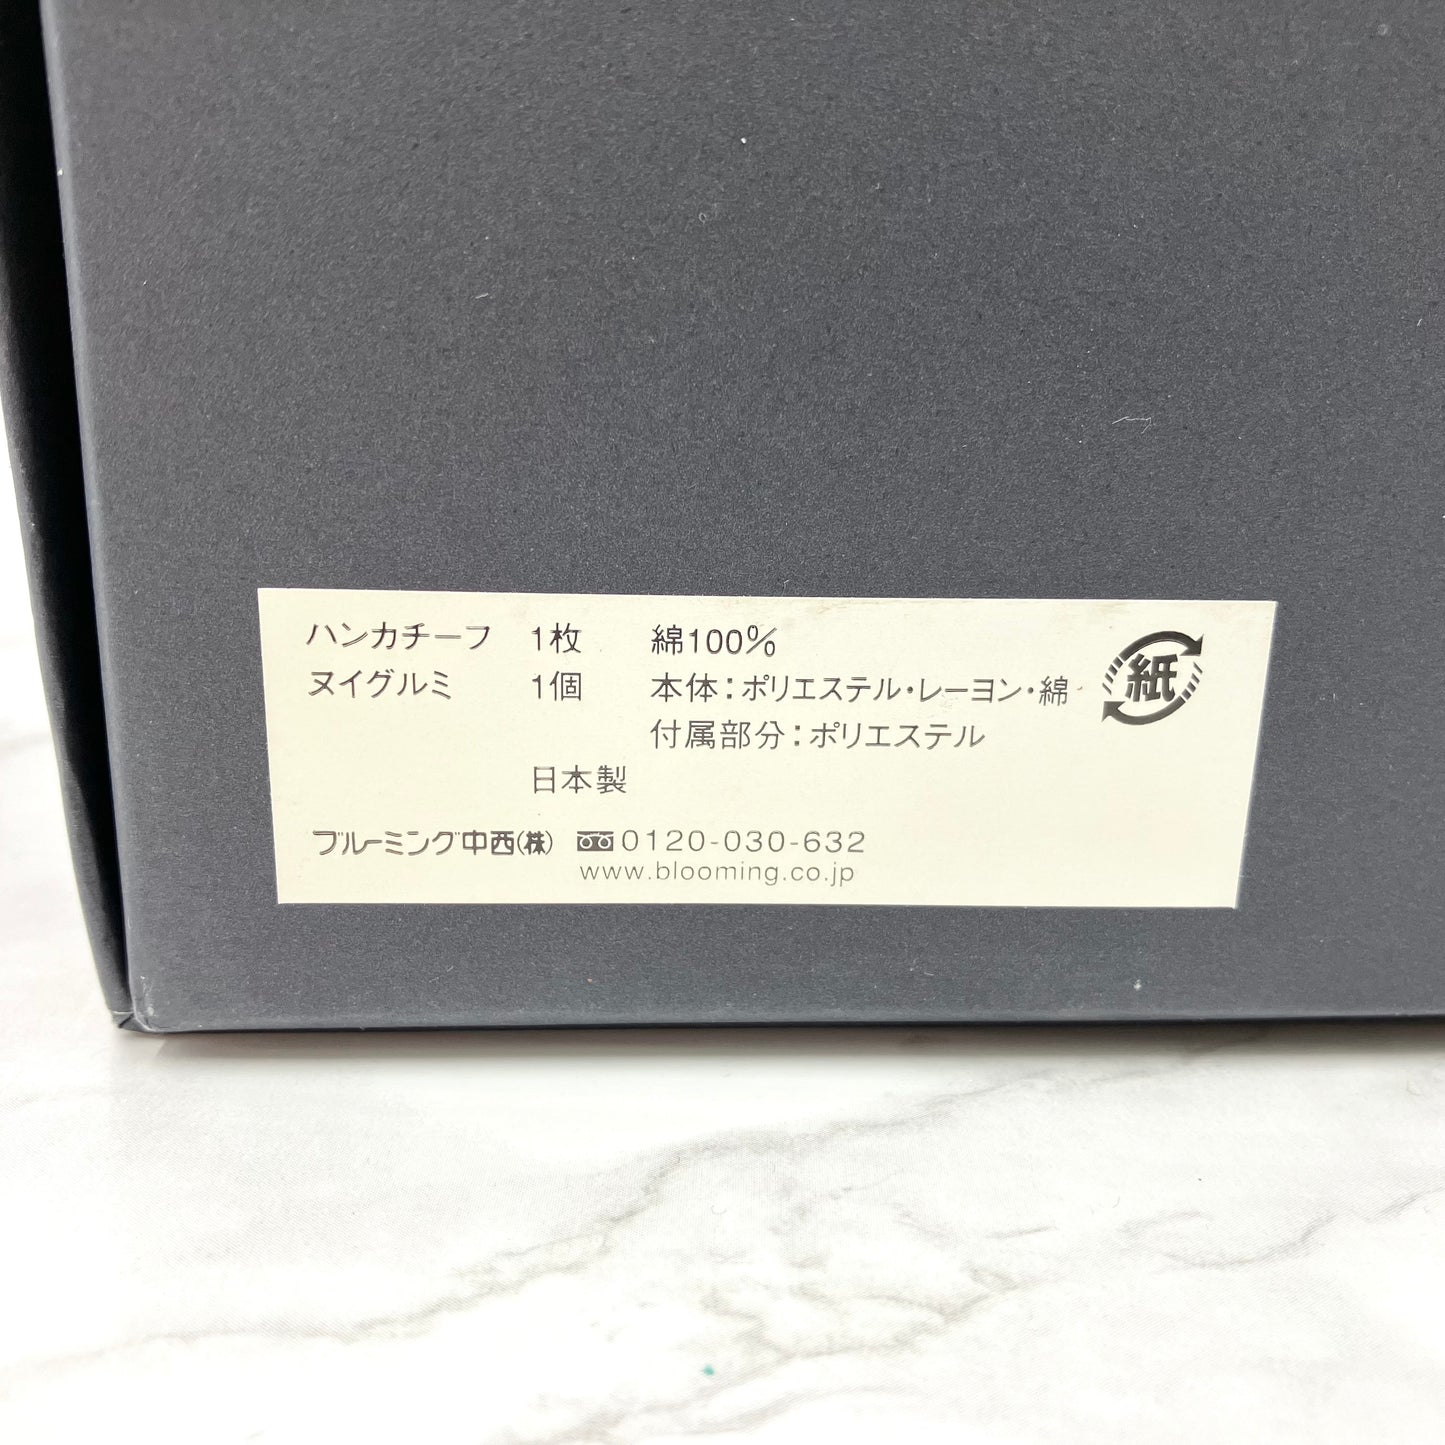 ハンカチーフ 1枚 綿100%
ヌイグルミ 1個 本体：ポリエステル・レーヨン・綿
付属部分：ポリエステル
日本製
紙
ブルーミング中西(株) 0120-030-632
www.blooming.co.jp